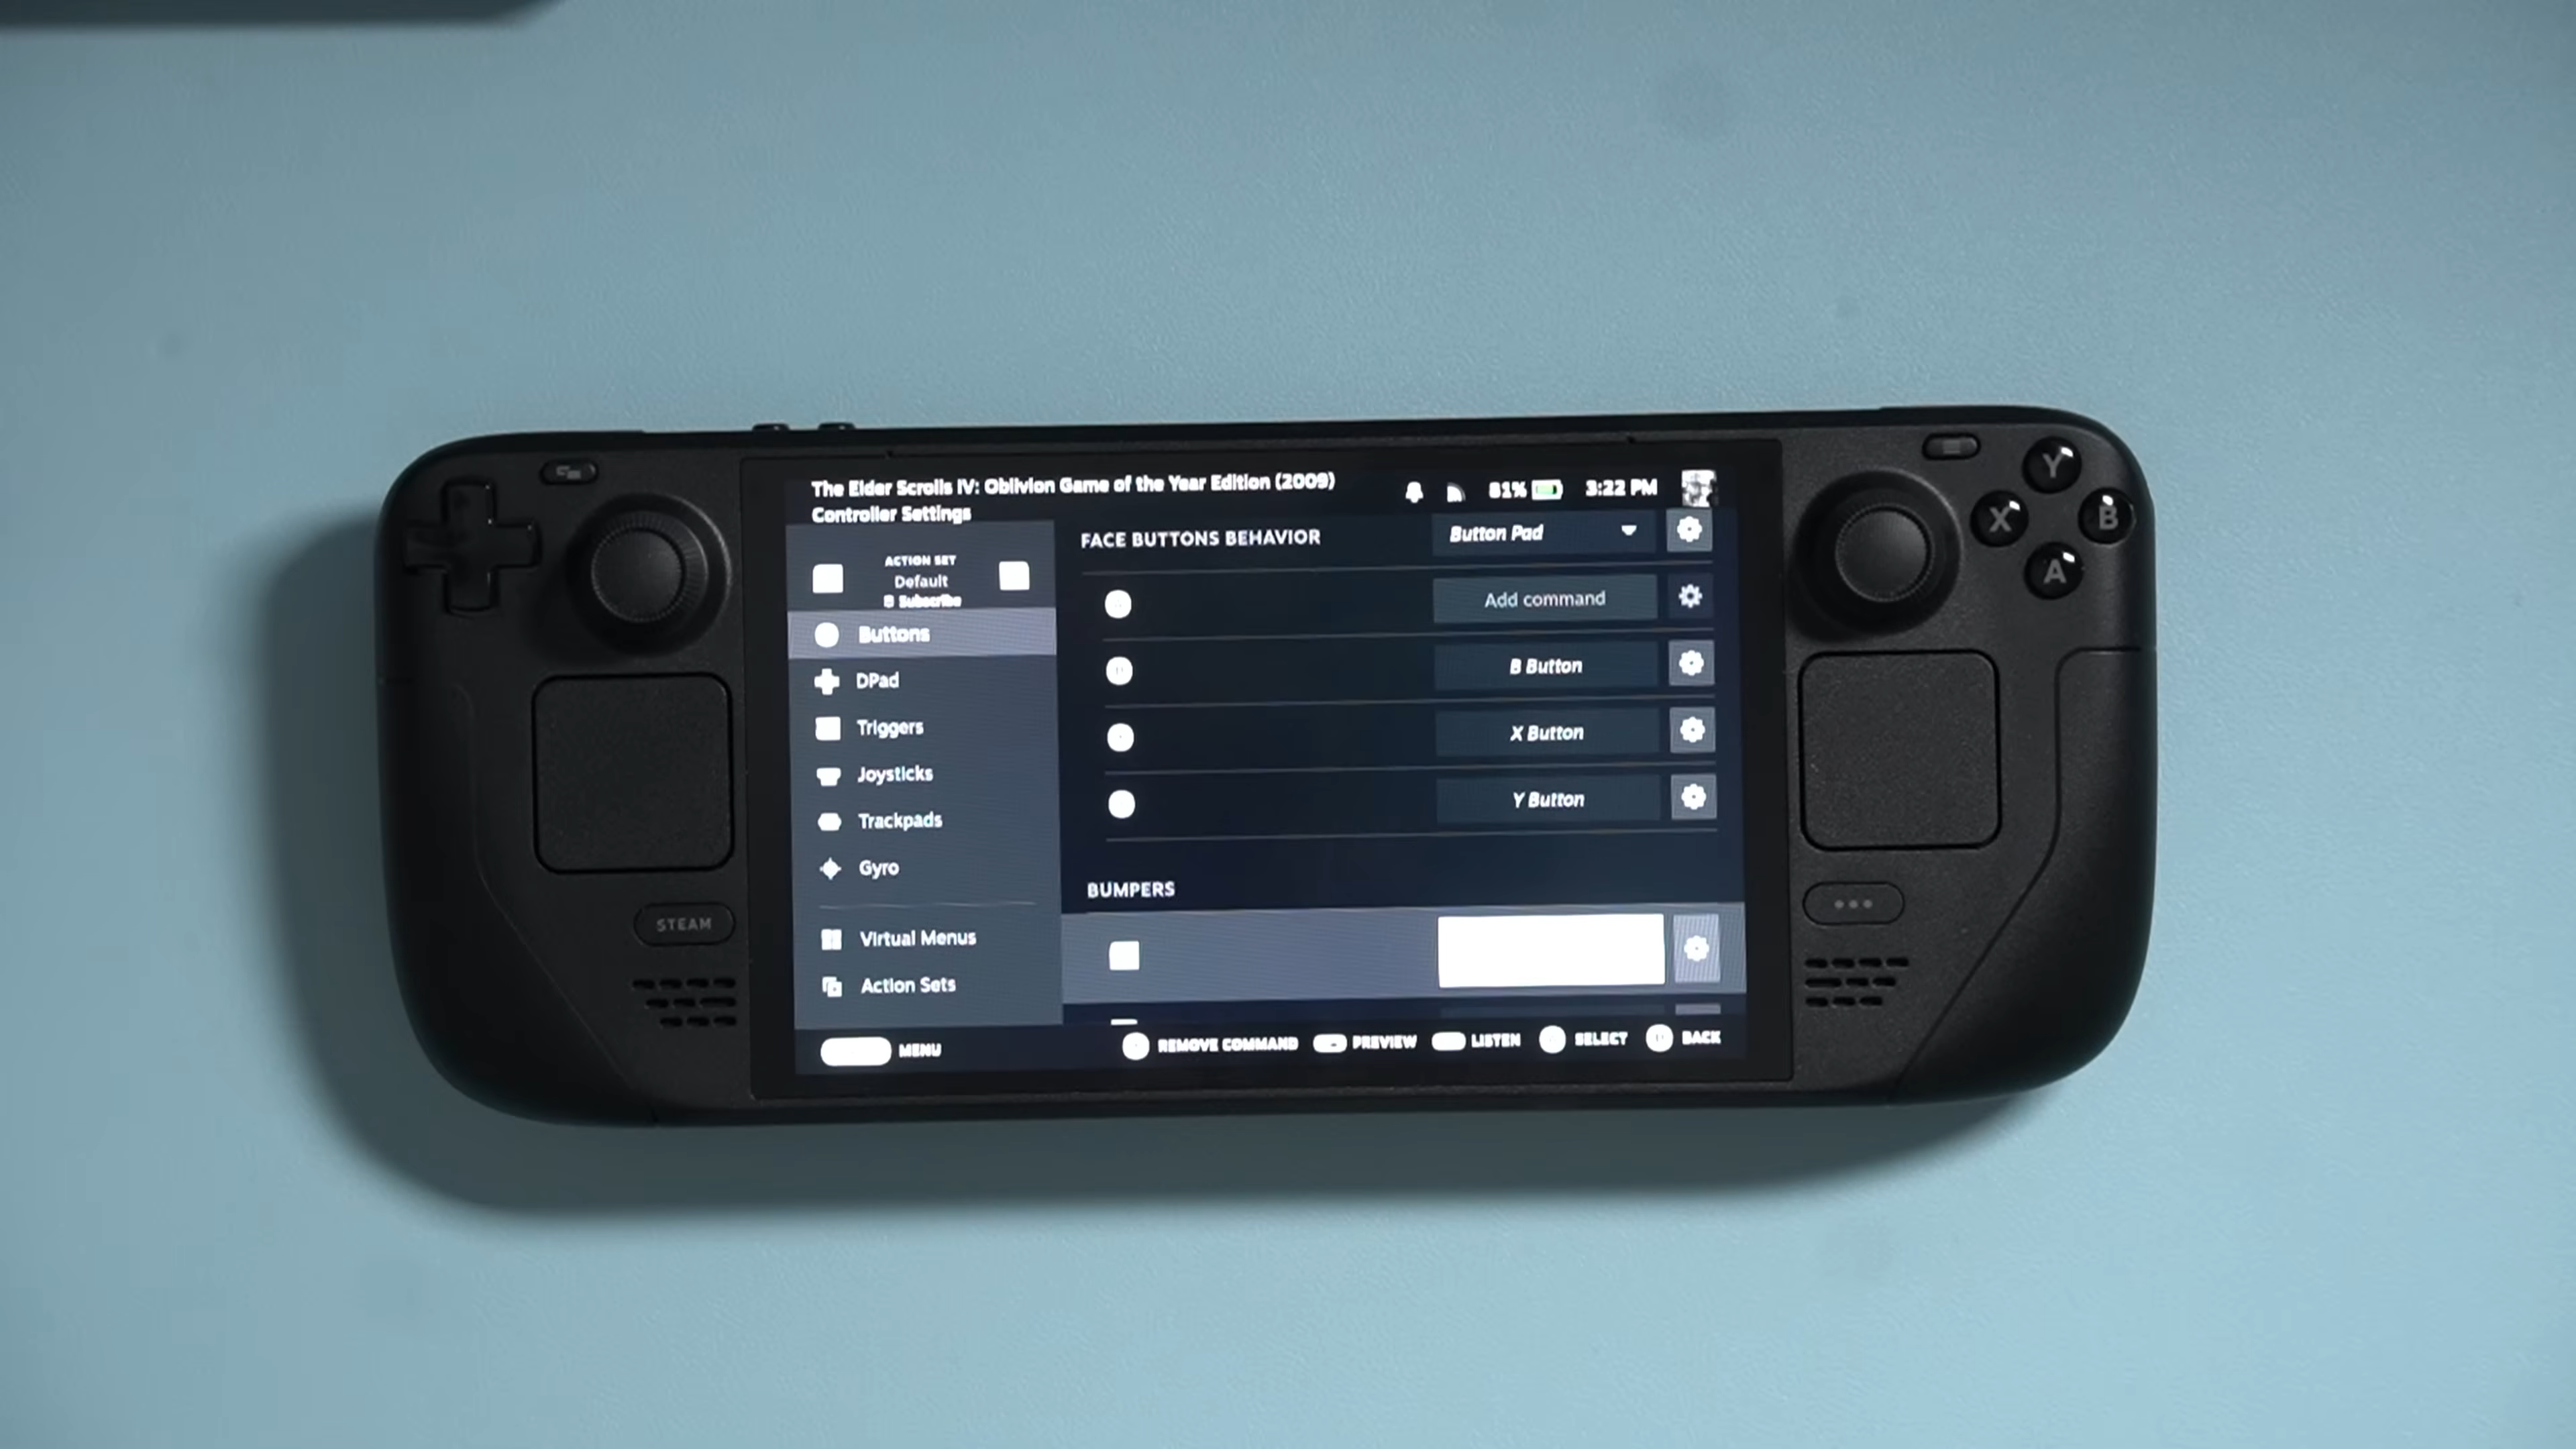 The Elder Scrolls IV: Oblivion Game of the Year Edition (2009)
Controller Settings
81%
3:22 PM
ACTION SET
Default
Subscribe
Buttons
DPad
Triggers
Joysticks
Trackpads
Gyro
Virtual Menus
Action Sets
FACE BUTTONS BEHAVIOR
Button Pad
Add command
B Button
X Button
Y Button
BUMPERS
MENU
REMOVE COMMAND
PREVIEW
LISTEN
SELECT
BACK
STEAM
Y
X
B
A